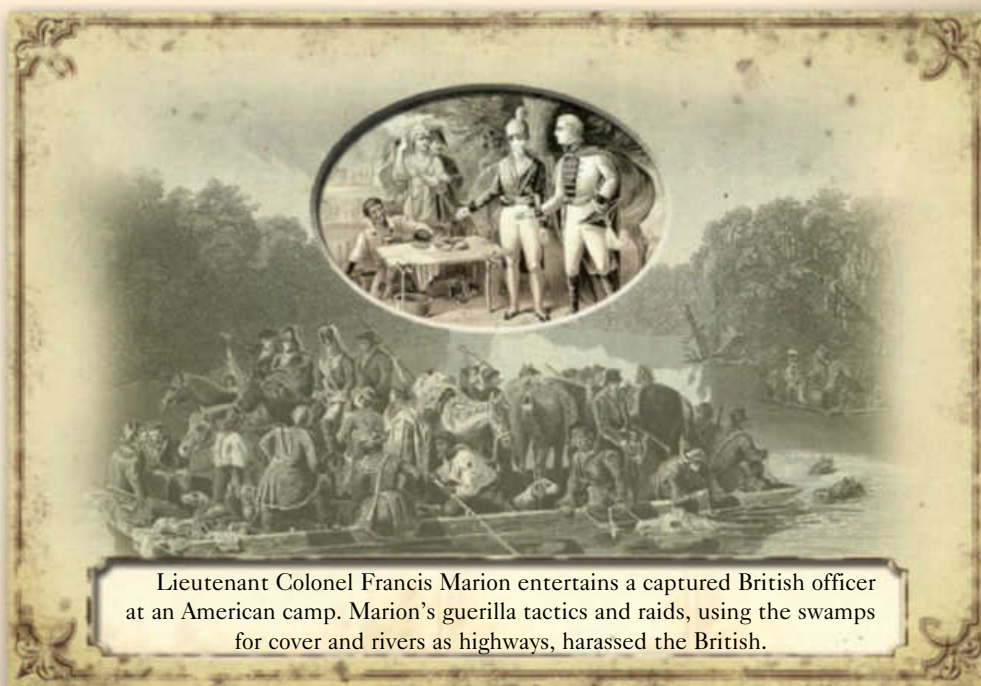 Lieutenant Colonel Francis Marion entertains a captured British officer
at an American camp. Marion's guerilla tactics and raids, using the swamps
for cover and rivers as highways, harassed the British.